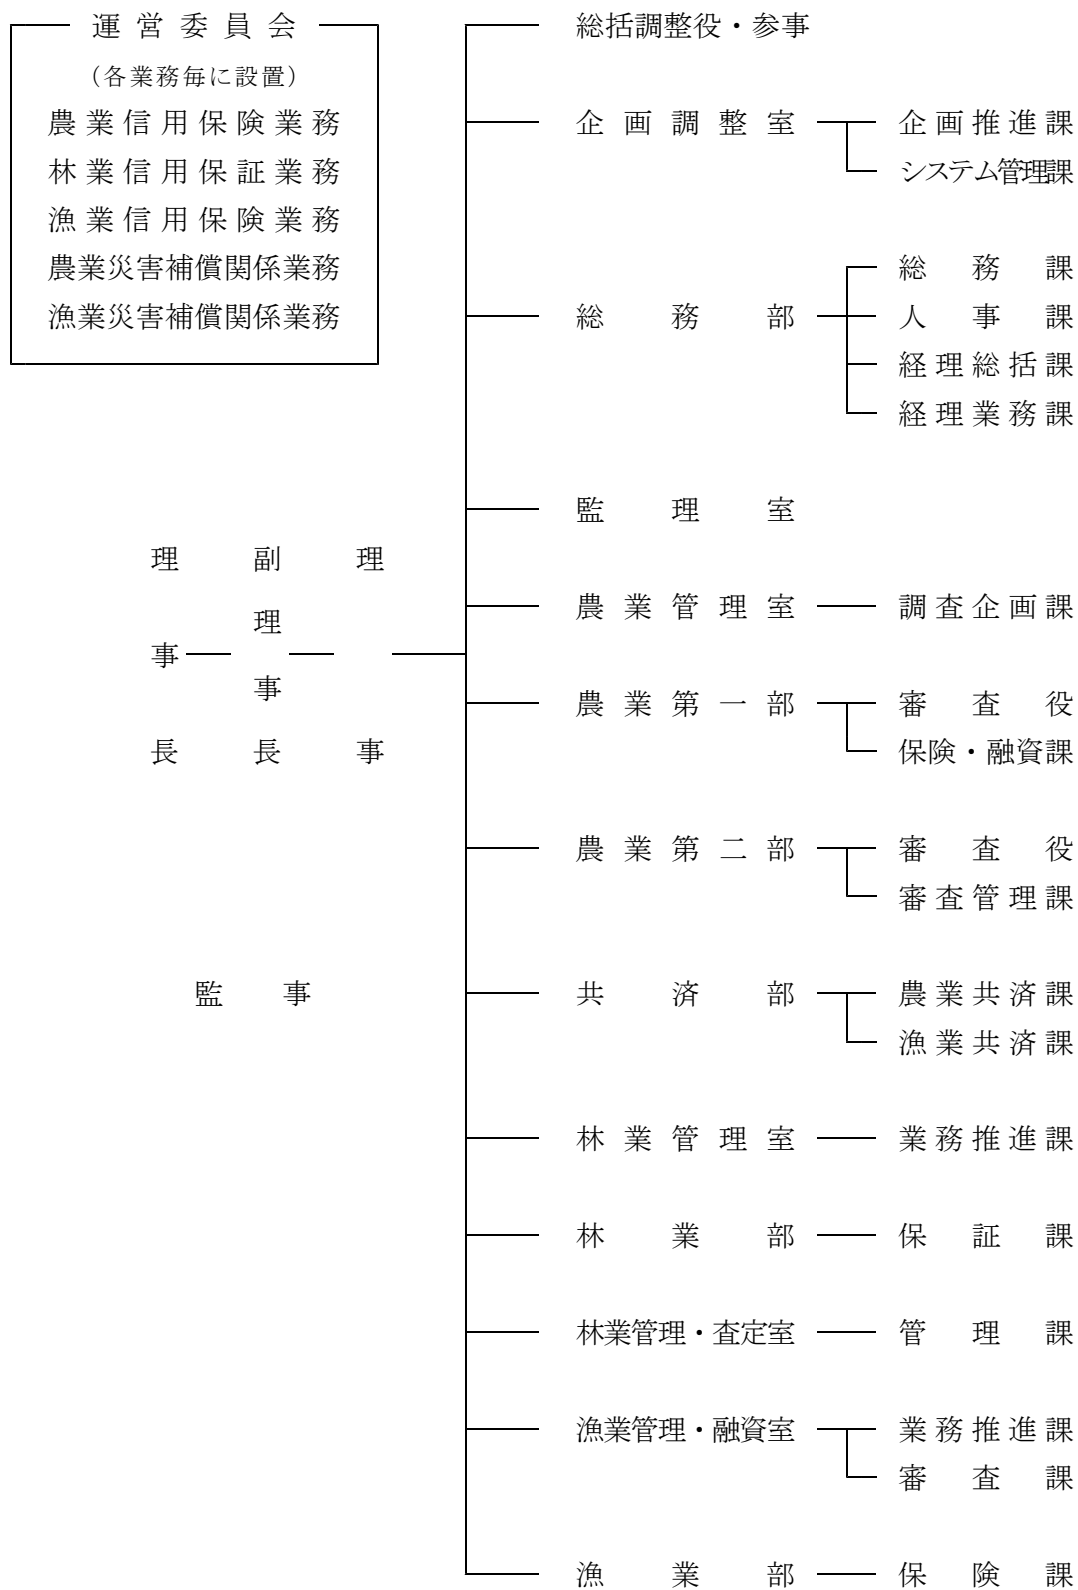 運営委員会
（各業務毎に設置）
農業信用保険業務
林業信用保証業務
漁業信用保険業務
農業災害補償関係業務
漁業災害補償関係業務
理事長
副理事長
理事
監事
総括調整役・参事
企画調整室
企画推進課
システム管理課
総務部
総務課
人事課
経理総括課
経理業務課
監理室
農業管理室
調査企画課
農業第一部
審査役
保険・融資課
農業第二部
審査役
審査管理課
共済部
農業共済課
漁業共済課
林業管理室
業務推進課
林業部
保証課
林業管理・査定室
管理課
漁業管理・融資室
業務推進課
審査課
漁業部
保険課